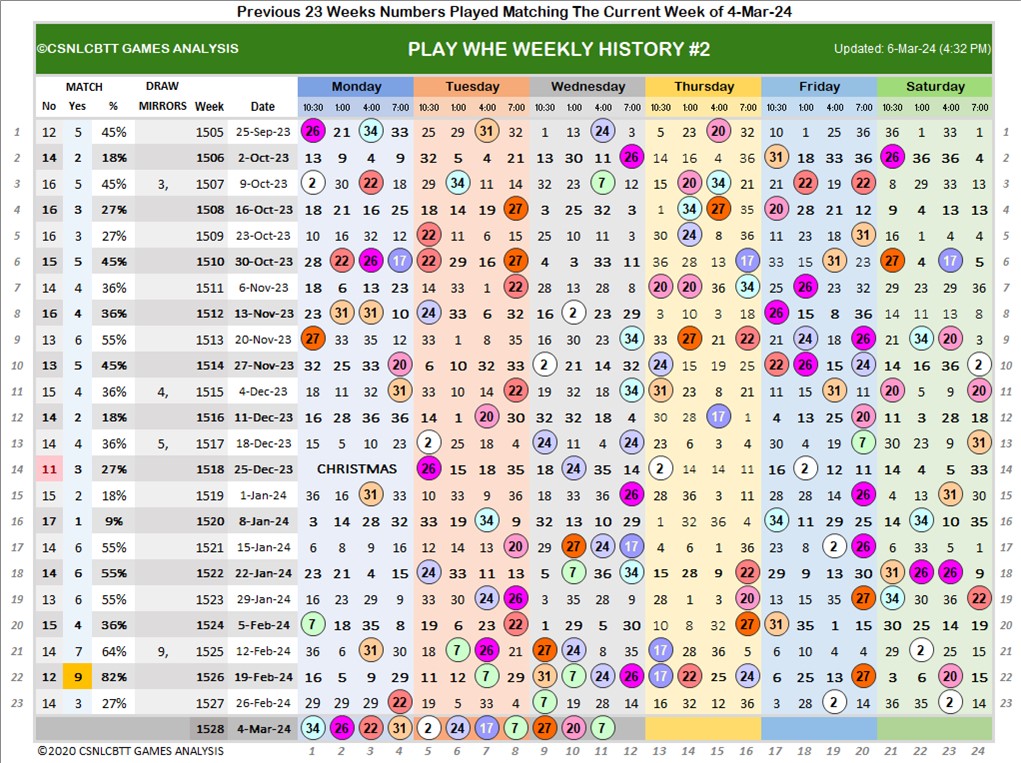 Previous 23 Weeks Numbers Played Matching The Current Week of 4-Mar-24
©CSNLCBTT GAMES ANALYSIS PLAY WHE WEEKLY HISTORY #2 Updated: 6-Mar-24 (4:32 PM)
MATCH DRAW Monday Tuesday Wednesday Thursday Friday Saturday
No Yes % MIRRORS Week Date 10:30 1:00 4:00 7:00 10:30 1:00 4:00 7:00 10:30 1:00 4:00 7:00 10:30 1:00 4:00 7:00 10:30 1:00 4:00 7:00 10:30 1:00 4:00 7:00
1 12 5 45% 1505 25-Sep-23 26 21 34 33 25 29 31 32 1 13 24 3 5 23 20 32 10 1 25 36 36 1 33 1 1
2 14 2 18% 1506 2-Oct-23 13 9 4 9 32 5 4 21 13 30 11 26 14 16 4 36 31 18 33 36 26 36 36 4 2
3 16 5 45% 3, 1507 9-Oct-23 2 30 22 18 29 34 11 14 32 23 7 12 15 20 34 21 21 22 19 22 8 29 33 13 3
4 16 3 27% 1508 16-Oct-23 18 21 16 25 18 14 19 27 3 25 32 3 1 34 27 35 20 28 21 12 9 4 13 13 4
5 16 3 27% 1509 23-Oct-23 10 16 32 12 22 11 6 15 25 10 11 3 30 24 8 36 11 23 18 31 16 1 4 4 5
6 15 5 45% 1510 30-Oct-23 28 22 26 17 22 29 16 27 4 3 33 11 36 28 13 17 33 15 31 23 27 4 17 5 6
7 14 4 36% 1511 6-Nov-23 18 6 13 23 14 33 1 22 28 13 28 8 20 20 36 34 25 26 23 32 29 23 29 36 7
8 16 4 36% 1512 13-Nov-23 23 31 31 10 24 33 6 32 16 2 23 29 3 10 3 18 26 15 8 36 14 11 13 8 8
9 13 6 55% 1513 20-Nov-23 27 33 35 12 33 1 8 35 16 30 23 34 33 27 21 22 21 24 18 26 21 34 20 3 9
10 13 5 45% 1514 27-Nov-23 32 25 33 20 6 10 32 33 2 21 14 32 24 15 19 25 22 26 15 24 14 16 36 2 10
11 15 4 36% 4, 1515 4-Dec-23 18 11 32 31 33 10 14 22 19 32 18 34 31 13 8 21 11 15 31 11 20 5 9 20 11
12 14 2 18% 1516 11-Dec-23 16 28 36 36 14 1 20 30 32 32 18 4 30 28 17 12 4 13 25 20 11 3 28 18 12
13 14 4 36% 5, 1517 18-Dec-23 15 5 10 23 2 25 18 4 24 11 4 24 23 6 3 4 30 4 19 7 30 23 9 31 13
14 11 3 27% 1518 25-Dec-23 CHRISTMAS 26 15 18 35 18 24 35 14 2 14 14 11 16 2 12 11 14 4 5 33 14
15 15 2 18% 1519 1-Jan-24 36 16 31 33 10 33 9 36 18 33 36 26 28 36 3 11 28 28 14 26 4 23 31 30 15
16 17 1 9% 1520 8-Jan-24 3 14 28 32 33 19 34 9 32 13 10 29 1 32 36 4 34 11 29 25 14 34 10 35 16
17 14 6 55% 1521 15-Jan-24 6 8 9 16 12 14 13 20 29 27 24 17 4 6 1 36 23 8 2 26 6 33 5 1 17
18 14 6 55% 1522 22-Jan-24 23 21 4 15 24 33 11 13 5 7 36 34 15 28 9 22 29 9 13 30 31 26 26 9 18
19 13 6 55% 1523 29-Jan-24 16 23 29 9 33 30 24 26 3 35 28 9 28 1 3 20 13 15 35 27 34 30 36 22 19
20 15 4 36% 1524 5-Feb-24 7 18 35 8 19 6 23 22 1 29 5 30 10 8 32 27 31 35 1 15 30 25 14 19 20
21 14 7 64% 9, 1525 12-Feb-24 36 6 31 6 18 7 26 21 27 24 8 35 17 28 36 5 6 10 4 4 29 2 25 15 21
22 12 9 82% 1526 19-Feb-24 16 5 9 29 11 12 7 29 31 7 24 26 17 22 25 24 6 25 13 27 3 6 20 15 22
23 14 3 27% 1527 26-Feb-24 29 29 29 22 19 5 33 4 7 19 28 14 16 32 12 36 3 28 2 14 36 35 2 14 23
1528 4-Mar-24 34 26 22 31 2 24 17 7 27 20 7
©2020 CSNLCBTT GAMES ANALYSIS 1 2 3 4 5 6 7 8 9 10 11 12 13 14 15 16 17 18 19 20 21 22 23 24